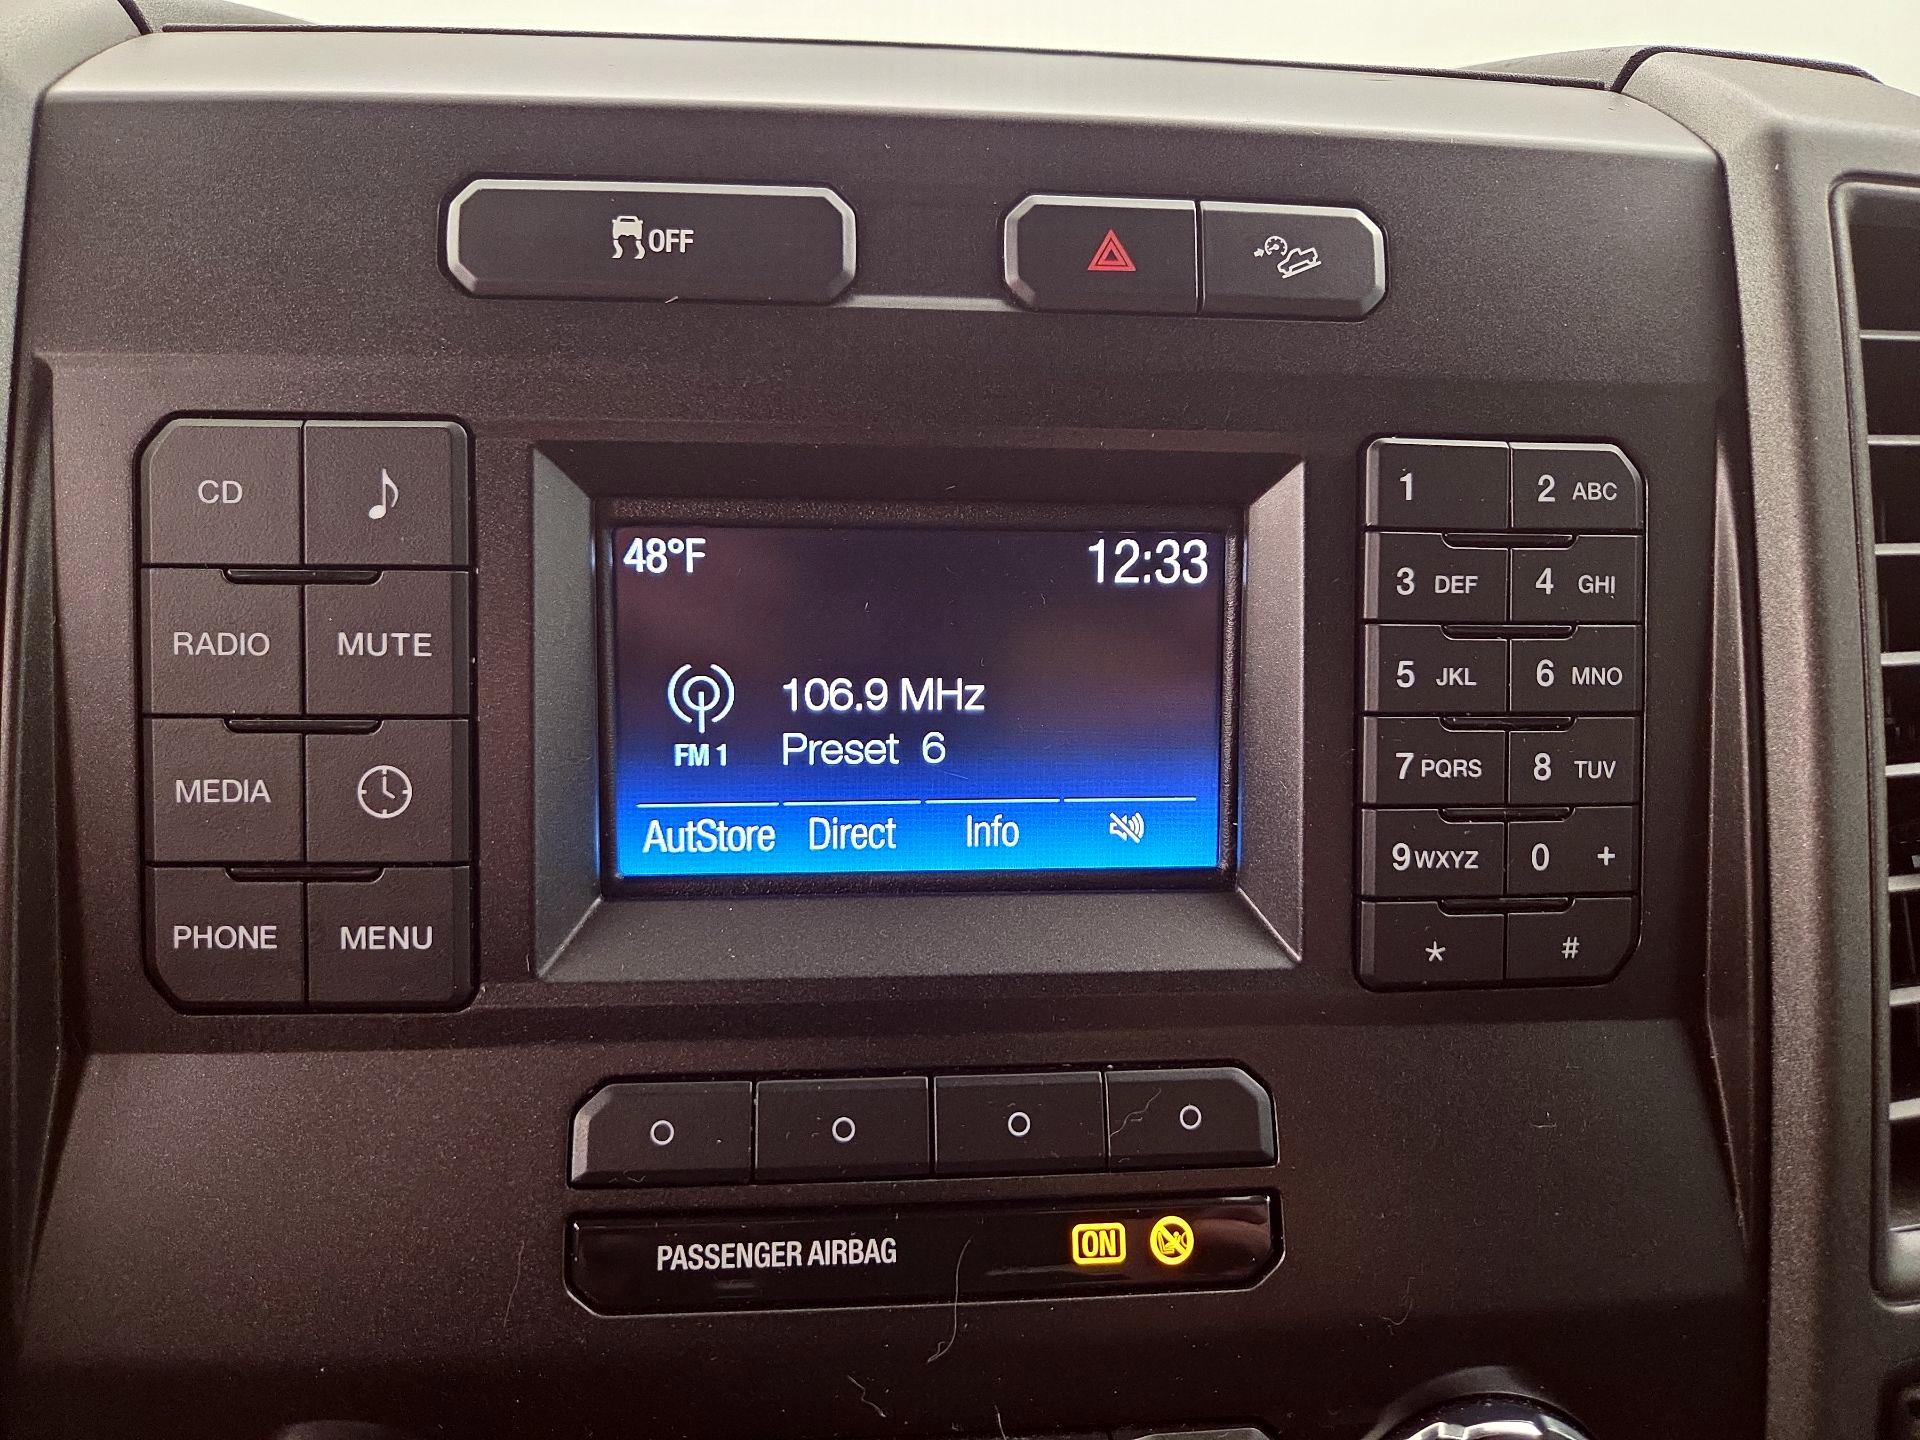 OFF
CD
RADIO MUTE
MEDIA
PHONE MENU
48°F 12:33
106.9 MHz
FM 1 Preset 6
AutStore Direct Info
1 2 ABC
3 DEF 4 GHI
5 JKL 6 MNO
7 PQRS 8 TUV
9 WXYZ 0 +
* #
PASSENGER AIRBAG ON